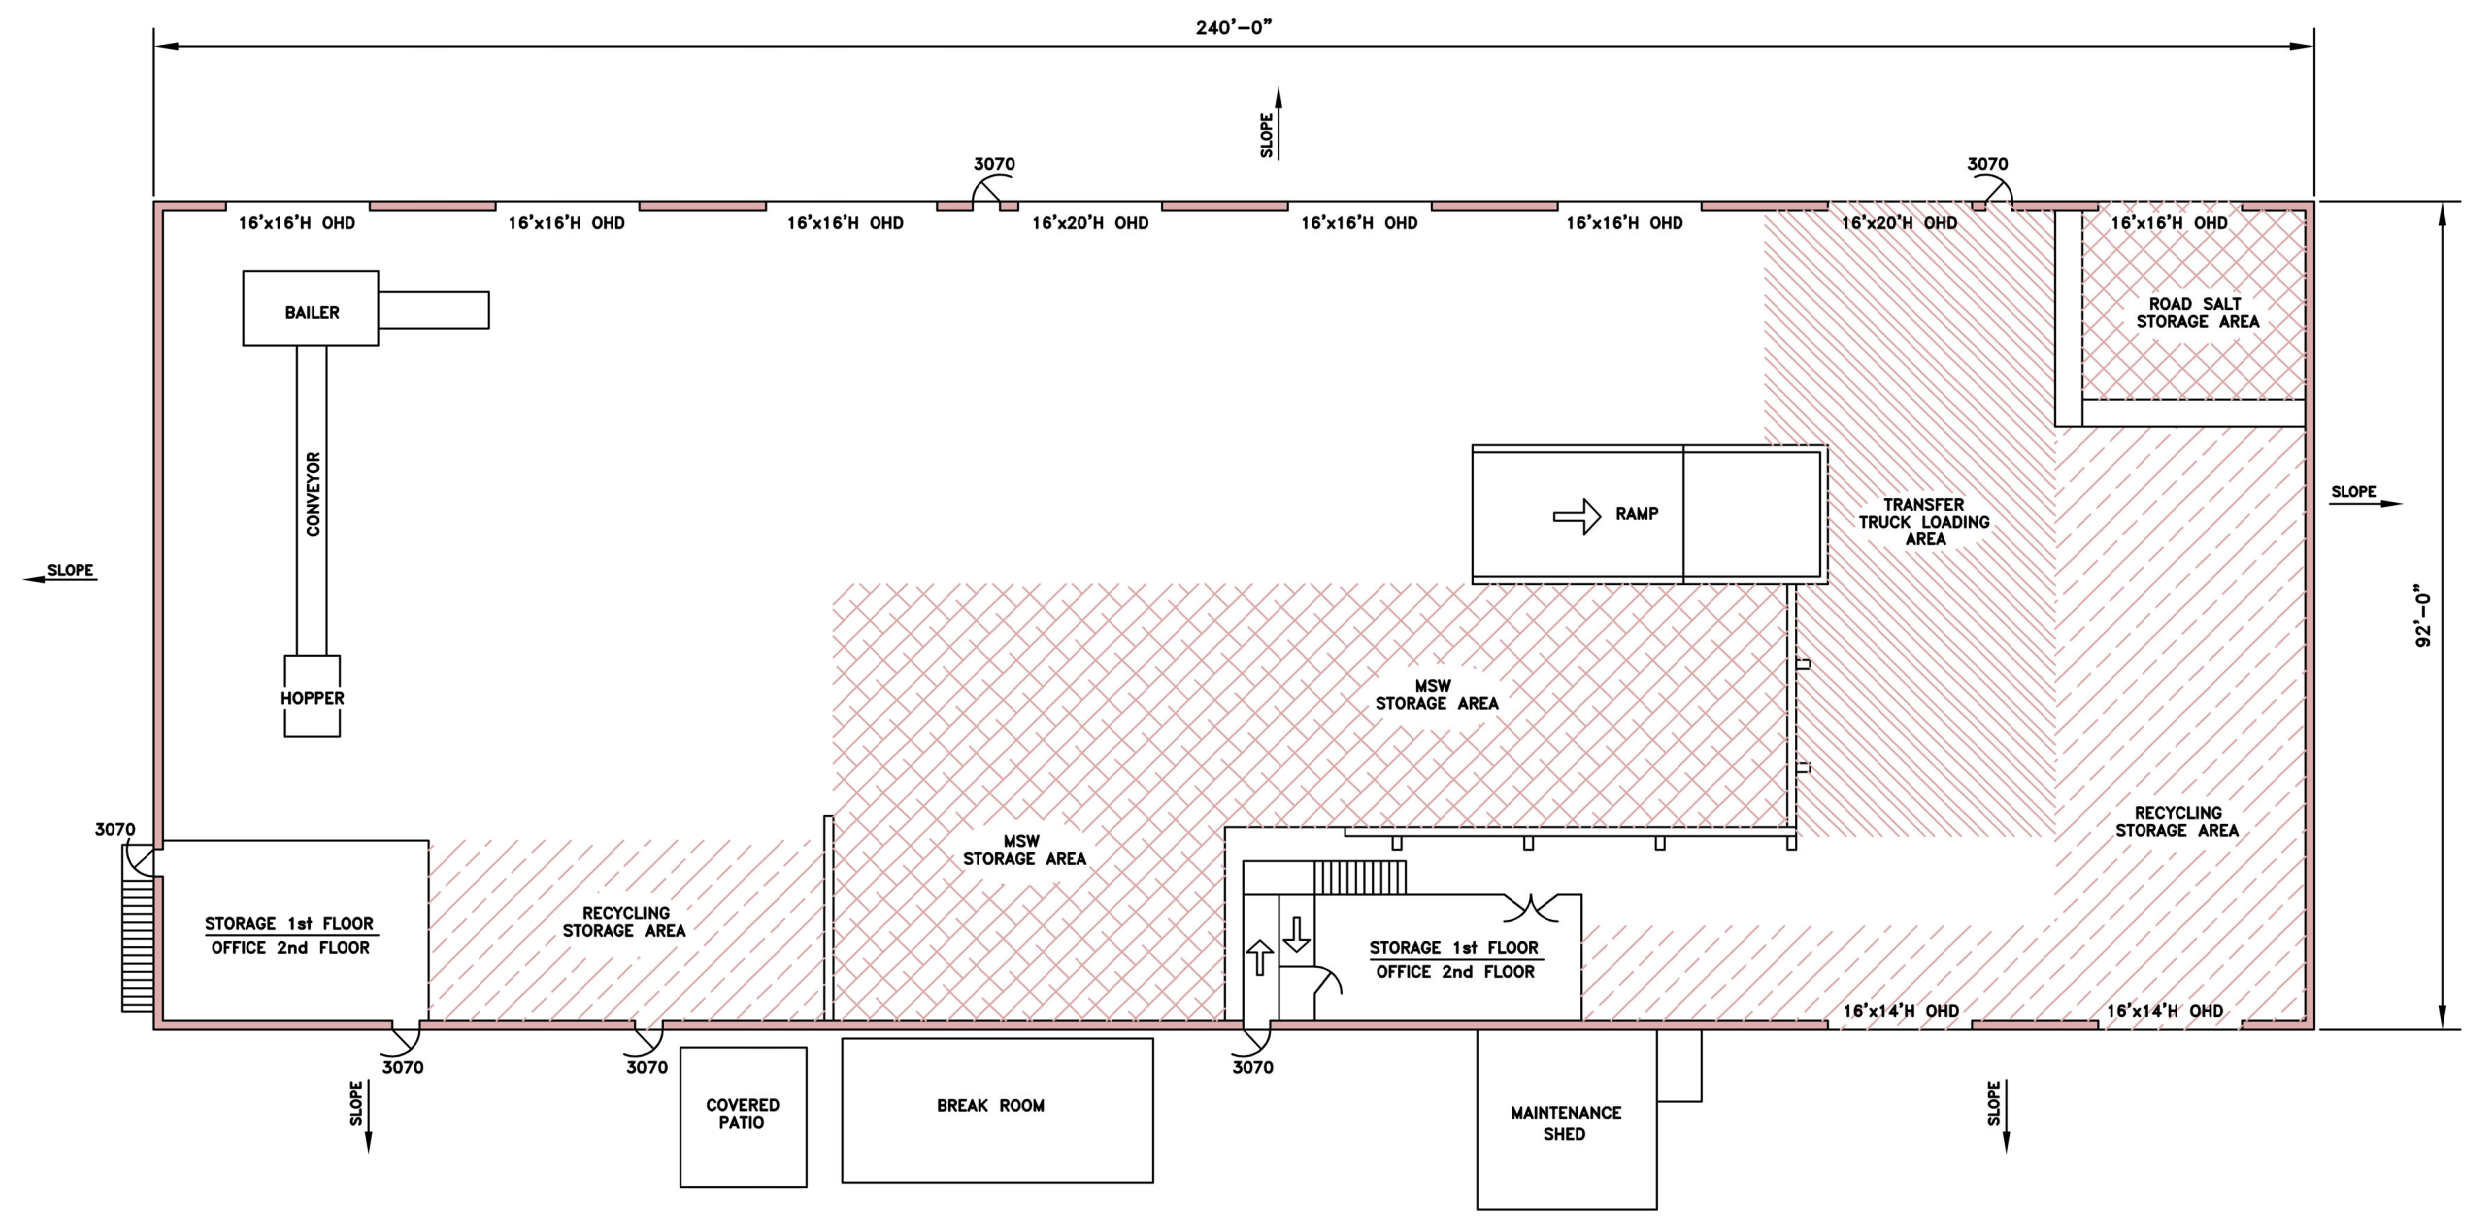 240'-0"
SLOPE
3070
3070
16'x16'H OHD
16'x16'H OHD
16'x16'H OHD
16'x20'H OHD
16'x16'H OHD
16'x16'H OHD
16'x20'H OHD
16'x16'H OHD
BAILER
ROAD SALT
STORAGE AREA
CONVEYOR
RAMP
TRANSFER
TRUCK LOADING
AREA
SLOPE
SLOPE
92'-0"
HOPPER
MSW
STORAGE AREA
3070
MSW
STORAGE AREA
RECYCLING
STORAGE AREA
STORAGE 1st FLOOR
OFFICE 2nd FLOOR
RECYCLING
STORAGE AREA
STORAGE 1st FLOOR
OFFICE 2nd FLOOR
16'x14'H OHD
16'x14'H OHD
3070
3070
3070
SLOPE
COVERED
PATIO
BREAK ROOM
MAINTENANCE
SHED
SLOPE